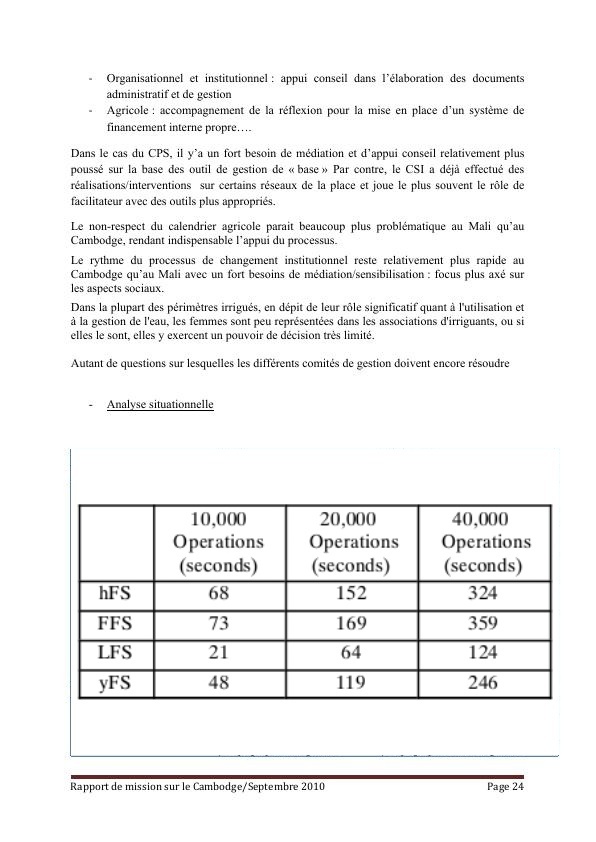 - Organisationnel et institutionnel : appui conseil dans l'élaboration des documents
administratif et de gestion
- Agricole : accompagnement de la réflexion pour la mise en place d'un système de
financement interne propre….
Dans le cas du CPS, il y'a un fort besoin de médiation et d'appui conseil relativement plus
poussé sur la base des outil de gestion de « base » Par contre, le CSI a déjà effectué des
réalisations/interventions sur certains réseaux de la place et joue le plus souvent le rôle de
facilitateur avec des outils plus appropriés.
Le non-respect du calendrier agricole parait beaucoup plus problématique au Mali qu'au
Cambodge, rendant indispensable l'appui du processus.
Le rythme du processus de changement institutionnel reste relativement plus rapide au
Cambodge qu'au Mali avec un fort besoins de médiation/sensibilisation : focus plus axé sur
les aspects sociaux.
Dans la plupart des périmètres irrigués, en dépit de leur rôle significatif quant à l'utilisation et
à la gestion de l'eau, les femmes sont peu représentées dans les associations d'irriguants, ou si
elles le sont, elles y exercent un pouvoir de décision très limité.
Autant de questions sur lesquelles les différents comités de gestion doivent encore résoudre
- Analyse situationnelle
10,000 20,000 40,000
Operations Operations Operations
(seconds) (seconds) (seconds)
hFS 68 152 324
FFS 73 169 359
LFS 21 64 124
yFS 48 119 246
Rapport de mission sur le Cambodge/Septembre 2010 Page 24